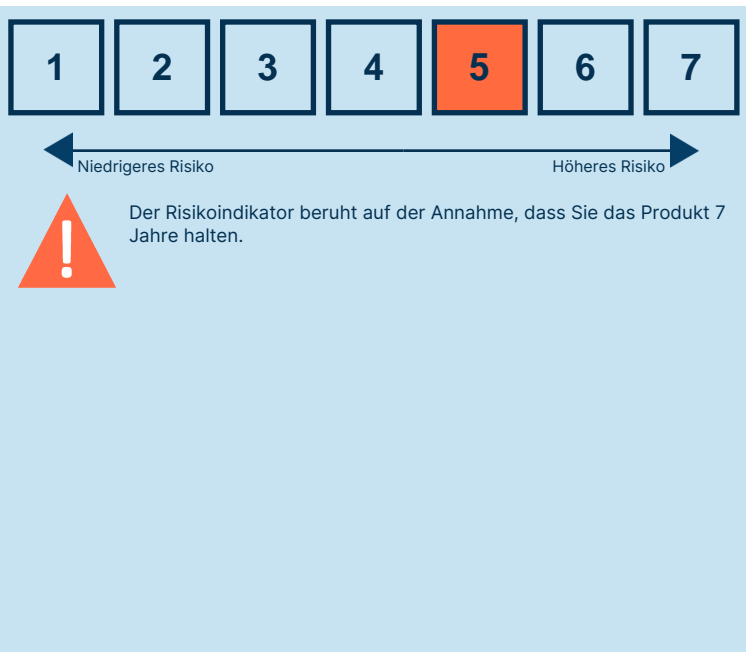 1 2 3 4 5 6 7
Niedrigeres Risiko Höheres Risiko
!
Der Risikoindikator beruht auf der Annahme, dass Sie das Produkt 7
Jahre halten.